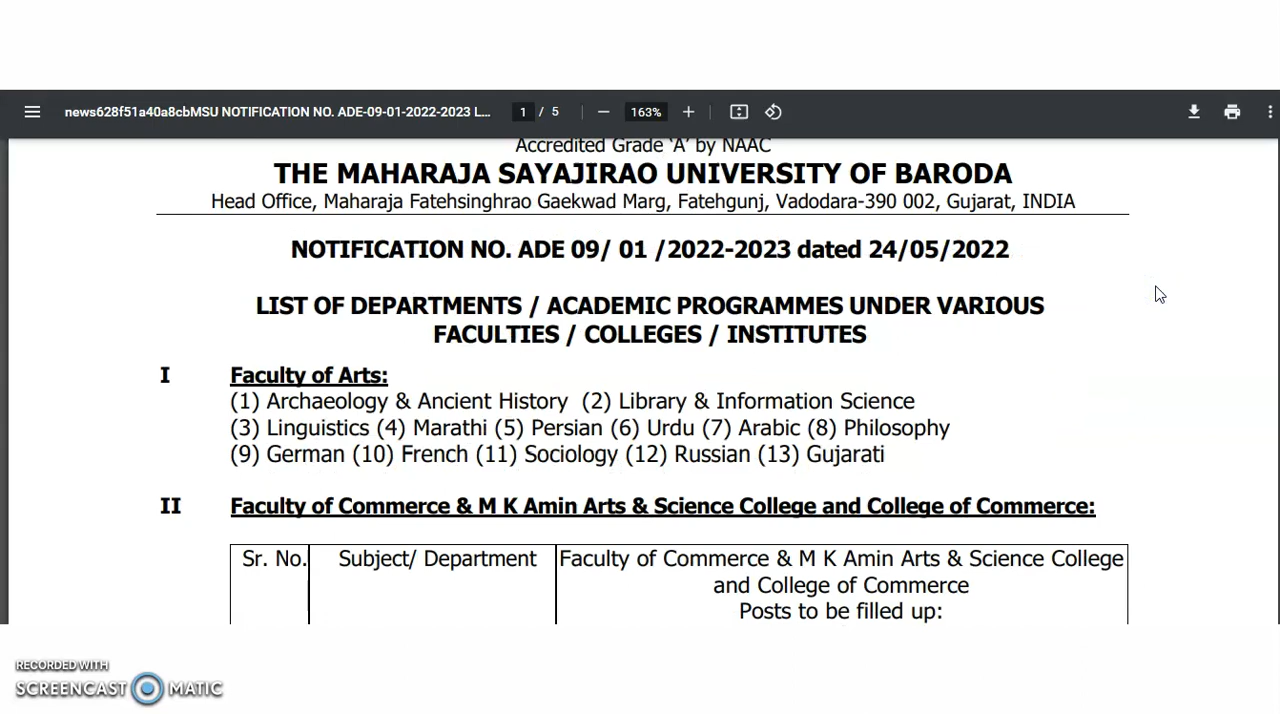 news628f51a40a8cbMSU NOTIFICATION NO. ADE-09-01-2022-2023 L... 1 / 5 163%
Accredited Grade 'A' by NAAC
THE MAHARAJA SAYAJIRAO UNIVERSITY OF BARODA
Head Office, Maharaja Fatehsinghrao Gaekwad Marg, Fatehgunj, Vadodara-390 002, Gujarat, INDIA
NOTIFICATION NO. ADE 09/ 01 /2022-2023 dated 24/05/2022
LIST OF DEPARTMENTS / ACADEMIC PROGRAMMES UNDER VARIOUS
FACULTIES / COLLEGES / INSTITUTES
I Faculty of Arts:
(1) Archaeology & Ancient History (2) Library & Information Science
(3) Linguistics (4) Marathi (5) Persian (6) Urdu (7) Arabic (8) Philosophy
(9) German (10) French (11) Sociology (12) Russian (13) Gujarati
II Faculty of Commerce & M K Amin Arts & Science College and College of Commerce:
Sr. No. Subject/ Department Faculty of Commerce & M K Amin Arts & Science College
and College of Commerce
Posts to be filled up:
RECORDED WITH
SCREENCAST MATIC